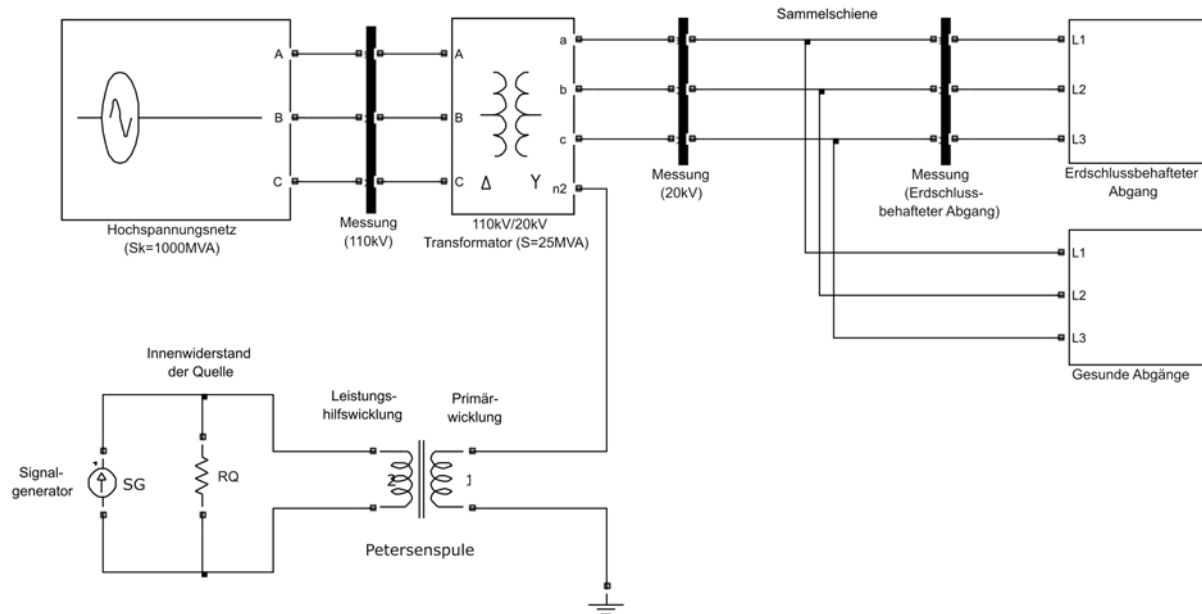 Sammelschiene
A
B
C
A
B
C
Δ
Y
a
b
c
n2
L1
L2
L3
Hochspannungsnetz
(Sk=1000MVA)
Messung
(110kV)
110kV/20kV
Transformator (S=25MVA)
Messung
(20kV)
Messung
(Erdschluss-
behafteter Abgang)
Erdschlussbehafteter
Abgang
L1
L2
L3
Gesunde Abgänge
Innenwiderstand
der Quelle
Leistungs-
hilfswicklung
Primär-
wicklung
Signal-
generator
SG
RQ
2
1
Petersenspule